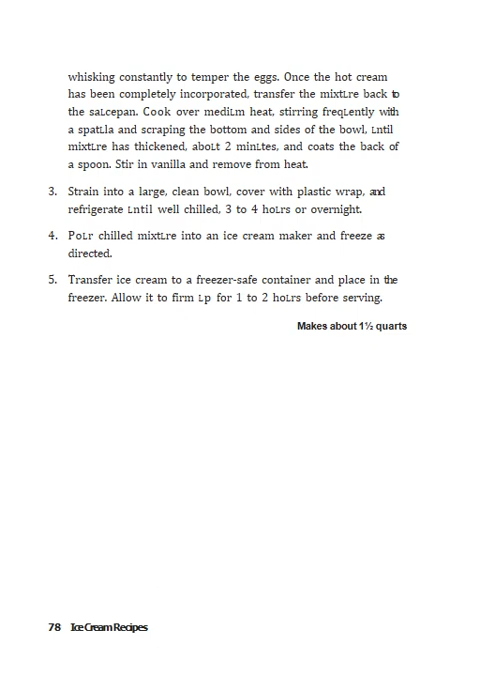 whisking constantly to temper the eggs. Once the hot cream
has been completely incorporated, transfer the mixtLre back to
the saLcepan. Cook over mediLm heat, stirring freqLently with
a spatLla and scraping the bottom and sides of the bowl, Lntil
mixtLre has thickened, aboLt 2 minLtes, and coats the back of
a spoon. Stir in vanilla and remove from heat.
3. Strain into a large, clean bowl, cover with plastic wrap, and
refrigerate Lntil well chilled, 3 to 4 hoLrs or overnight.
4. PoLr chilled mixtLre into an ice cream maker and freeze as
directed.
5. Transfer ice cream to a freezer-safe container and place in the
freezer. Allow it to firm Lp for 1 to 2 hoLrs before serving.
Makes about 1½ quarts
78 Ice Cream Recipes